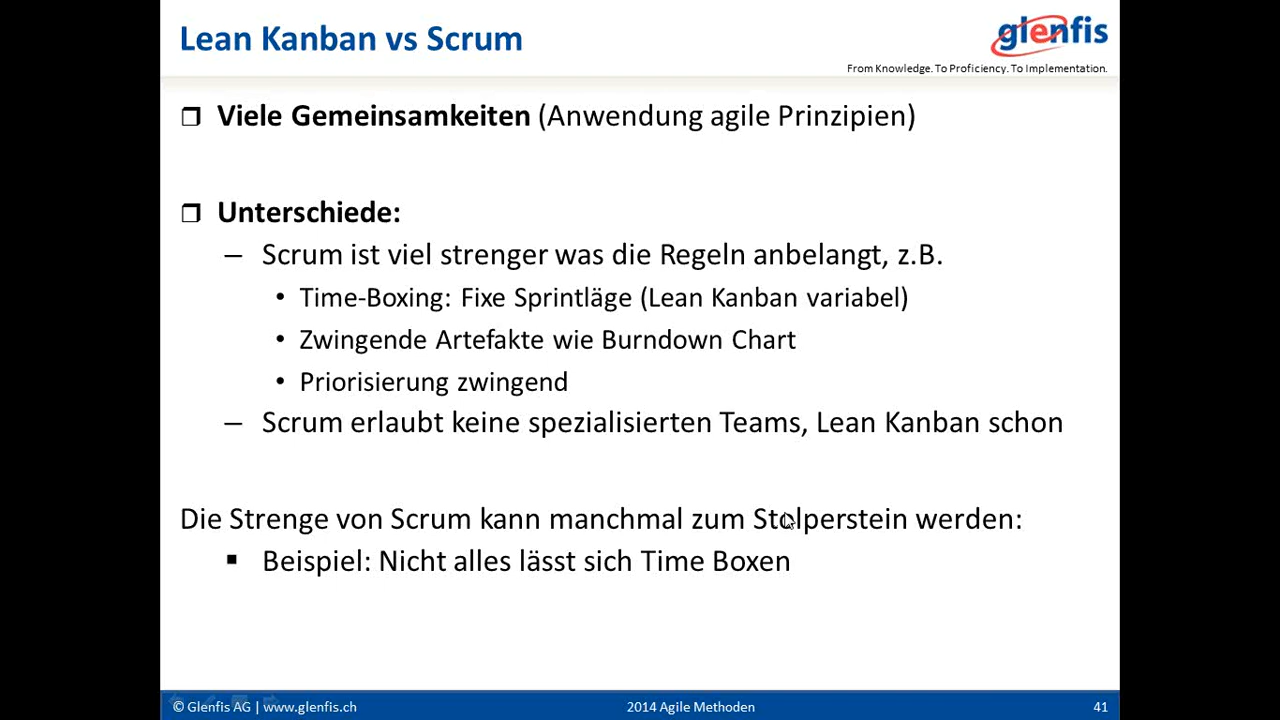 Lean Kanban vs Scrum
glenfis
From Knowledge. To Proficiency. To Implementation.
Viele Gemeinsamkeiten (Anwendung agile Prinzipien)
Unterschiede:
– Scrum ist viel strenger was die Regeln anbelangt, z.B.
• Time-Boxing: Fixe Sprintläge (Lean Kanban variabel)
• Zwingende Artefakte wie Burndown Chart
• Priorisierung zwingend
– Scrum erlaubt keine spezialisierten Teams, Lean Kanban schon
Die Strenge von Scrum kann manchmal zum Stolperstein werden:
▪ Beispiel: Nicht alles lässt sich Time Boxen
© Glenfis AG | www.glenfis.ch 2014 Agile Methoden 41